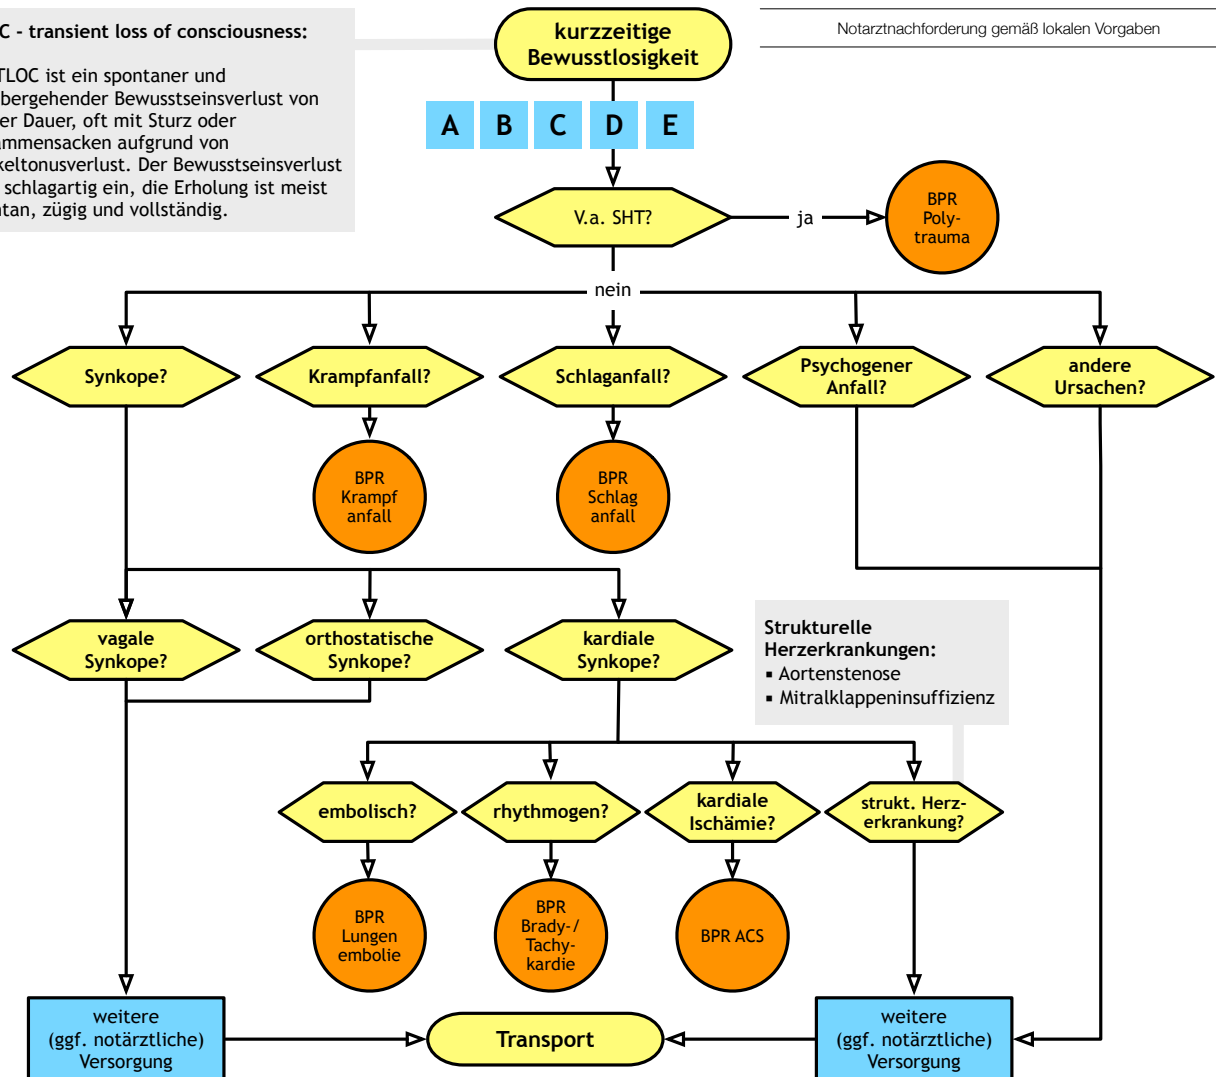 C - transient loss of consciousness:
TLOC ist ein spontaner und
bergehender Bewusstseinsverlust von
er Dauer, oft mit Sturz oder
ammensacken aufgrund von
keltonusverlust. Der Bewusstseinsverlust
schlagartig ein, die Erholung ist meist
ntan, zügig und vollständig.
kurzzeitige
Bewusstlosigkeit
Notarztnachforderung gemäß lokalen Vorgaben
A B C D E
V.a. SHT?
ja
BPR
Poly-
trauma
nein
Synkope?
Krampfanfall?
Schlaganfall?
Psychogener
Anfall?
andere
Ursachen?
BPR
Krampf
anfall
BPR
Schlag
anfall
vagale
Synkope?
orthostatische
Synkope?
kardiale
Synkope?
Strukturelle
Herzerkrankungen:
▪ Aortenstenose
▪ Mitralklappeninsuffizienz
embolisch?
rhythmogen?
kardiale
Ischämie?
strukt. Herz-
erkrankung?
BPR
Lungen
embolie
BPR
Brady-/
Tachy-
kardie
BPR ACS
weitere
(ggf. notärztliche)
Versorgung
Transport
weitere
(ggf. notärztliche)
Versorgung